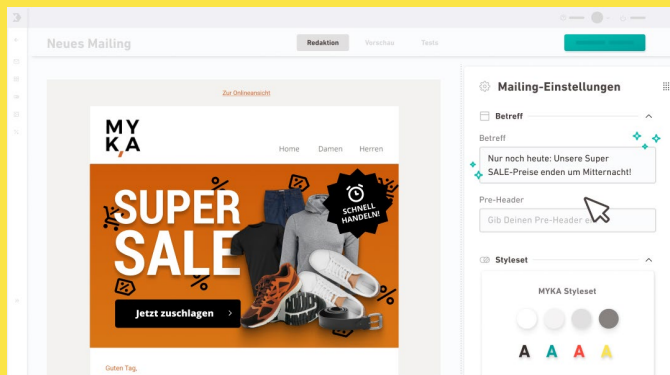 Neues Mailing
Redaktion
Vorschau
Zur Onlineansicht
MY
K,A
Home Damen Herren
SUPER
SALE
SCHNELL
HANDELN!
Jetzt zuschlagen
Guten Tag,
Mailing-Einstellungen
Betreff
Betreff
Nur noch heute: Unsere Super
SALE-Preise enden um Mitternacht!
Pre-Header
Gib Deinen Pre-Header
Styleset
MYKA Styleset
A A A A